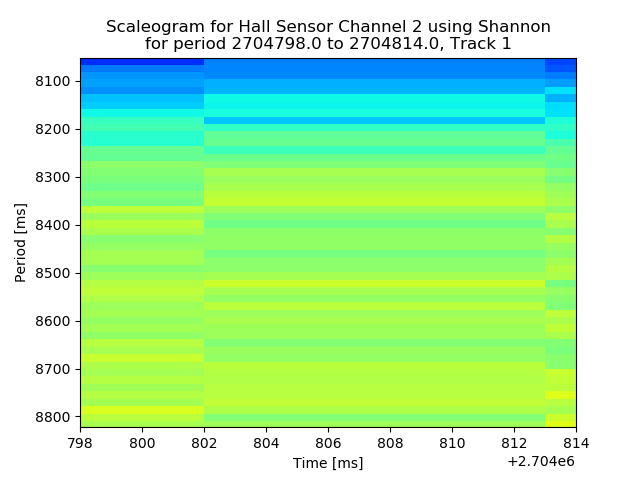 Scaleogram for Hall Sensor Channel 2 using Shannon
for period 2704798.0 to 2704814.0, Track 1
Period [ms]
8100
8200
8300
8400
8500
8600
8700
8800
798 800 802 804 806 808 810 812 814
Time [ms]
+2.704e6